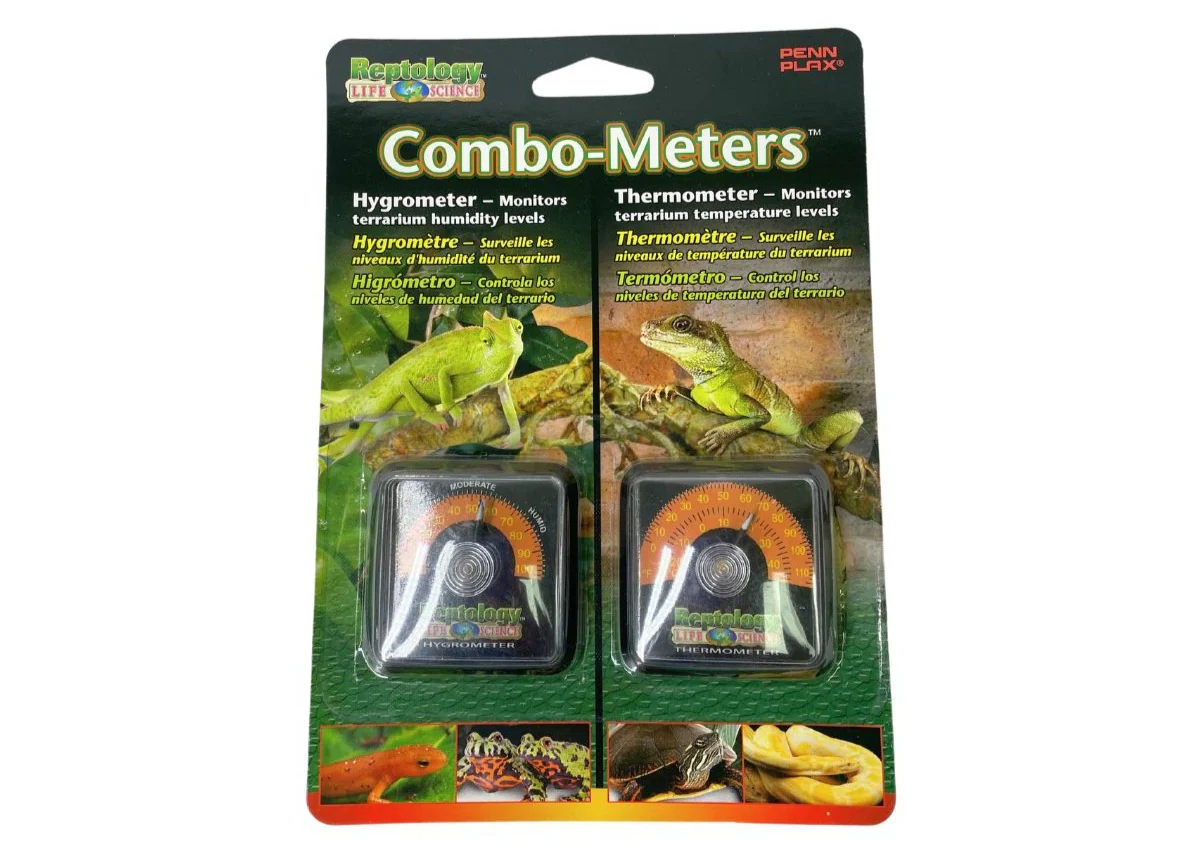 Reptology™
LIFE SCIENCE
PENN
PLAX®
Combo-Meters™
Hygrometer – Monitors
terrarium humidity levels
Hygromètre – Surveille les
niveaux d'humidité du terrarium
Higrómetro – Controla los
niveles de humedad del terrario
Thermometer – Monitors
terrarium temperature levels
Thermomètre – Surveille les
niveaux de température du terrarium
Termómetro – Control los
niveles de temperatura del terrario
MODERATE
HUMID
40 50 70 80 90 100
Reptology™
LIFE SCIENCE
HYGROMETER
0 10 20 30 40 50 60 70 80 90 100 110
°F
0 10 30 40
Reptology
LIFE SCIENCE
THERMOMETER